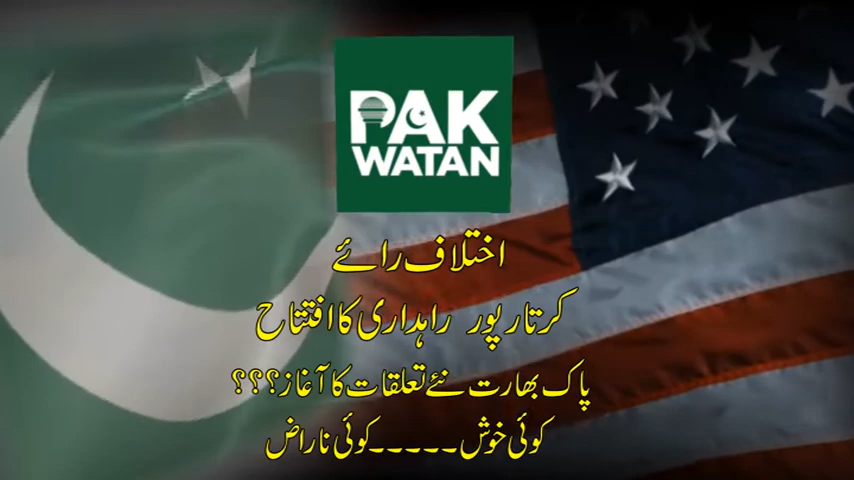 PAK
WATAN
اختلاف رائے
کرتارپور راہداری کا افتتاح
پاک بھارت نئے تعلقات کا آغاز؟؟؟
کوئی خوش-----کوئی ناراض